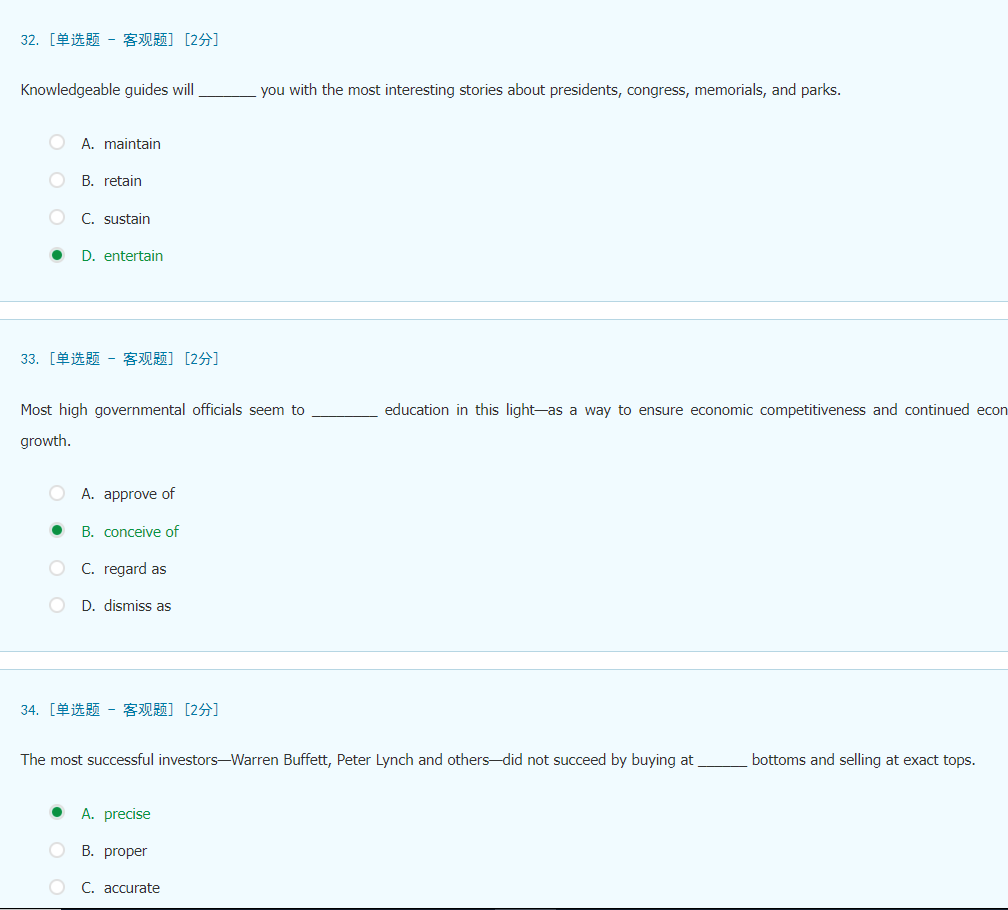 32. [单选题 - 客观题] [2分]
Knowledgeable guides will _______ you with the most interesting stories about presidents, congress, memorials, and parks.
A. maintain
B. retain
C. sustain
D. entertain
33. [单选题 - 客观题] [2分]
Most high governmental officials seem to ________ education in this light—as a way to ensure economic competitiveness and continued econ
growth.
A. approve of
B. conceive of
C. regard as
D. dismiss as
34. [单选题 - 客观题] [2分]
The most successful investors—Warren Buffett, Peter Lynch and others—did not succeed by buying at ______ bottoms and selling at exact tops.
A. precise
B. proper
C. accurate